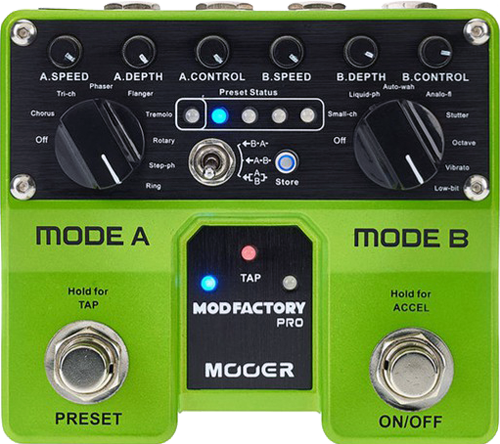 A.SPEED
A.DEPTH
A.CONTROL
B.SPEED
B.DEPTH
B.CONTROL
Preset Status
Off
Chorus
Tri-ch
Phaser
Flanger
Tremolo
Rotary
Step-ph
Ring
B-A-
A-B-
A
B
Store
Off
Small-ch
Liquid-ph
Auto-wah
Analo-fl
Stutter
Octave
Vibrato
Low-bit
MODE A
MODE B
TAP
MODFACTORY
PRO
MOOER
Hold for
TAP
PRESET
Hold for
ACCEL
ON/OFF